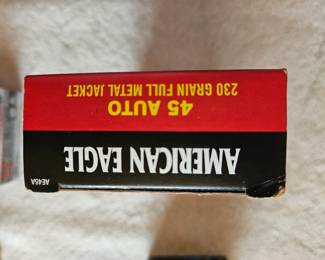 AMERICAN EAGLE
45 AUTO
230 GRAIN FULL METAL JACKET
AE45A